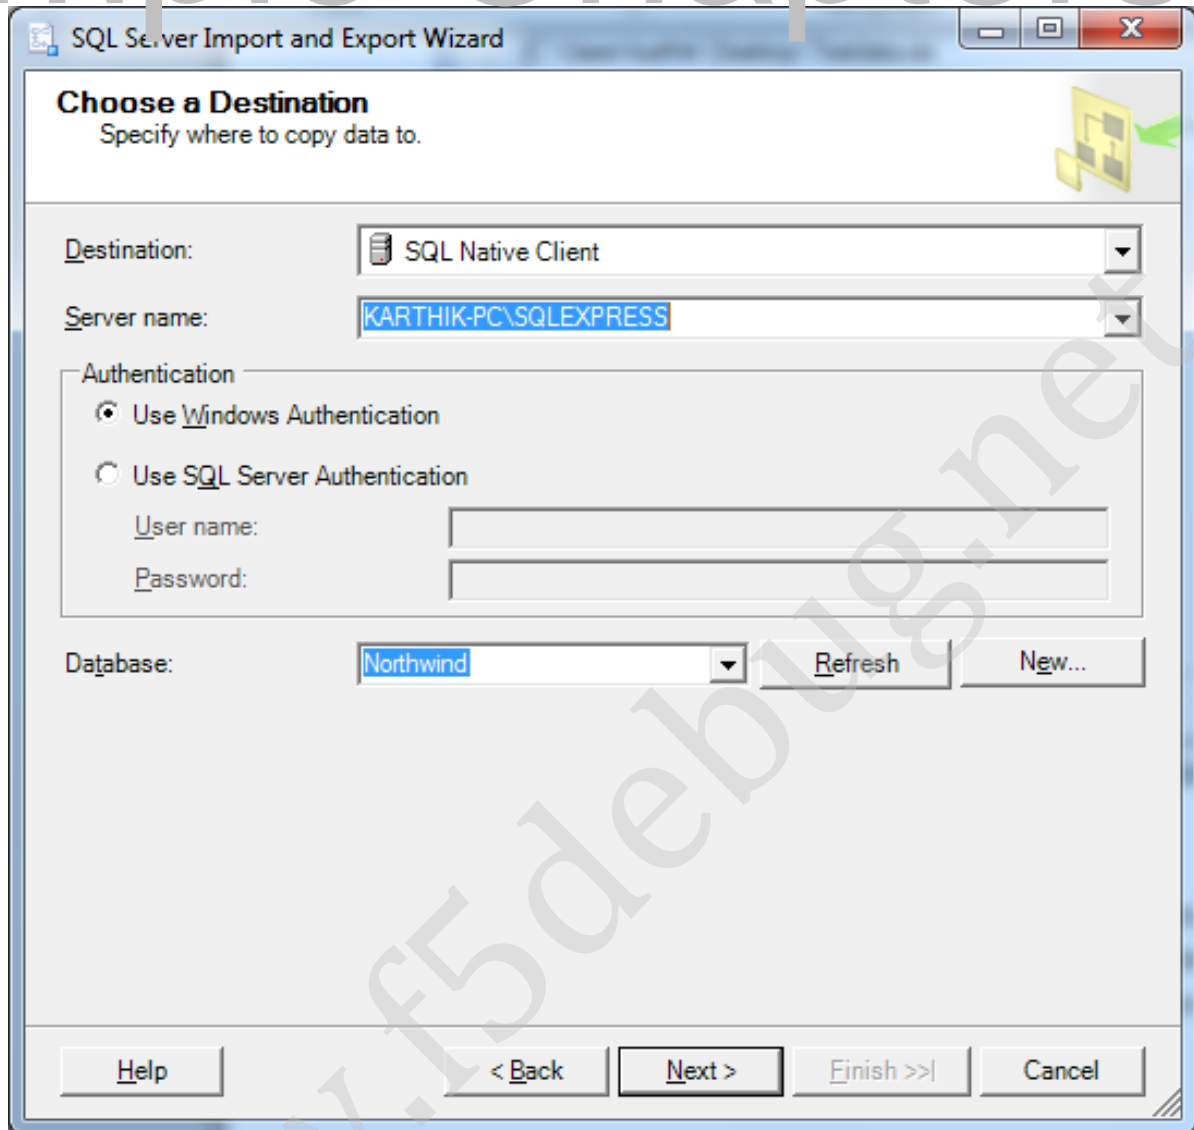 SQL Server Import and Export Wizard
Choose a Destination
Specify where to copy data to.
Destination: SQL Native Client
Server name: KARTHIK-PC\SQLEXPRESS
Authentication
Use Windows Authentication
Use SQL Server Authentication
User name:
Password:
Database: Northwind Refresh New...
Help < Back Next > Finish >>| Cancel
.f5debug.net